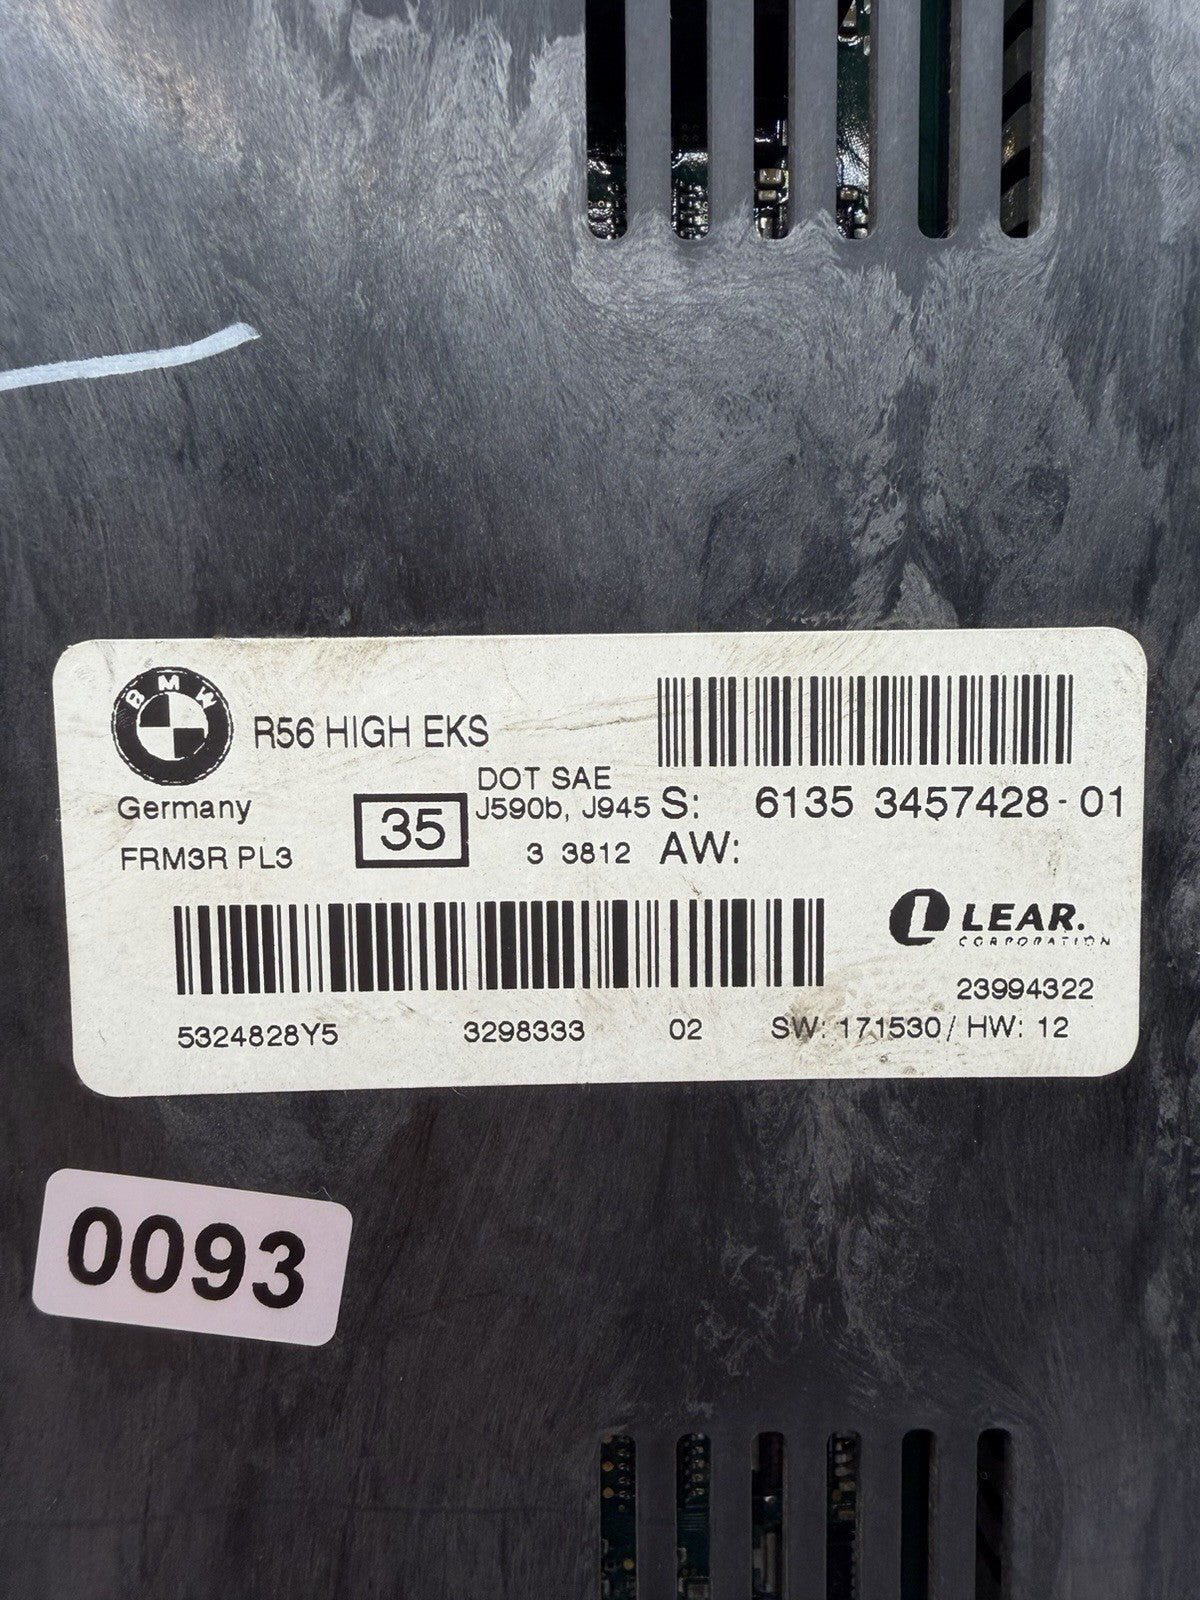 BMW
R56 HIGH EKS
Germany
FRM3R PL3
35
DOT SAE
J590b, J945
3 3812
S: 6135 3457428-01
AW:
LEAR.
CORPORATION
23994322
5324828Y5 3298333 02 SW: 171530/ HW: 12
0093